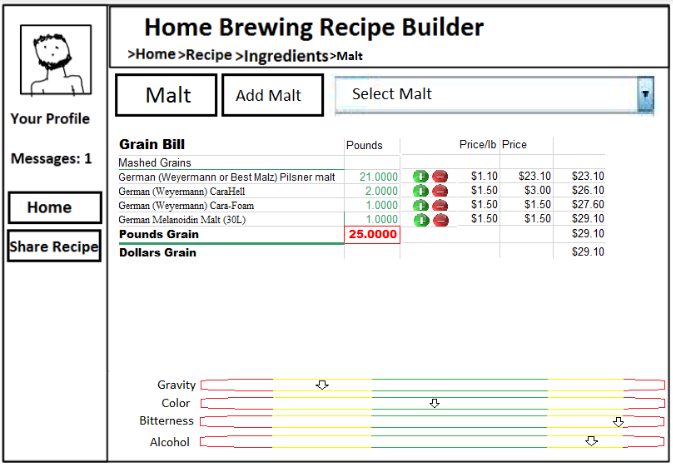 Home Brewing Recipe Builder
>Home >Recipe >Ingredients >Malt
Your Profile
Messages: 1
Home
Share Recipe
Malt
Add Malt
Select Malt
Grain Bill Pounds Price/lb Price
Mashed Grains
German (Weyermann or Best Malz) Pilsner malt 21.0000 $1.10 $23.10 $23.10
German (Weyermann) CaraHell 2.0000 $1.50 $3.00 $26.10
German (Weyermann) Cara-Foam 1.0000 $1.50 $1.50 $27.60
German Melanoidin Malt (30L) 1.0000 $1.50 $1.50 $29.10
Pounds Grain 25.0000 $29.10
Dollars Grain $29.10
Gravity
Color
Bitterness
Alcohol